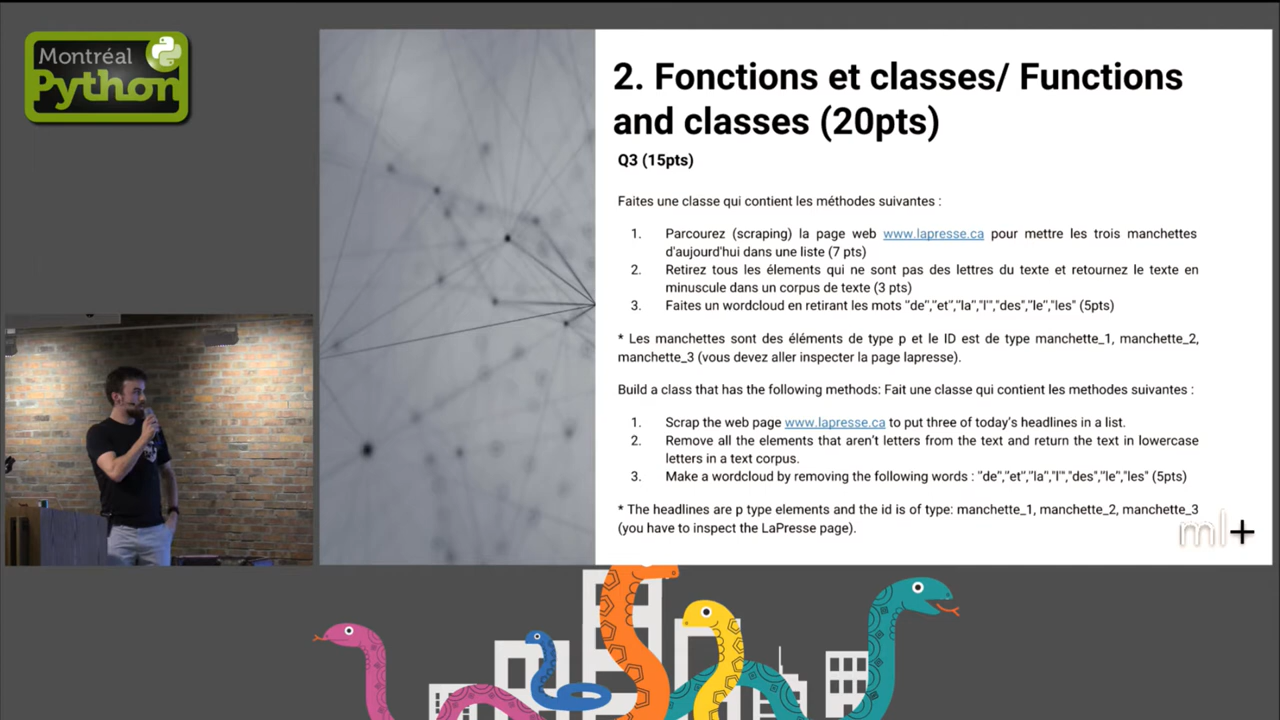 Montréal
Python
2. Fonctions et classes/ Functions
and classes (20pts)
Q3 (15pts)
Faites une classe qui contient les méthodes suivantes :
1. Parcourez (scraping) la page web www.lapresse.ca pour mettre les trois manchettes
d'aujourd'hui dans une liste (7 pts)
2. Retirez tous les élements qui ne sont pas des lettres du texte et retournez le texte en
minuscule dans un corpus de texte (3 pts)
3. Faites un wordcloud en retirant les mots "de","et","la","l'","des","le","les" (5pts)
* Les manchettes sont des éléments de type p et le ID est de type manchette_1, manchette_2,
manchette_3 (vous devez aller inspecter la page lapresse).
Build a class that has the following methods: Fait une classe qui contient les methodes suivantes :
1. Scrap the web page www.lapresse.ca to put three of today's headlines in a list.
2. Remove all the elements that aren't letters from the text and return the text in lowercase
letters in a text corpus.
3. Make a wordcloud by removing the following words : "de","et","la","l'","des","le","les" (5pts)
* The headlines are p type elements and the id is of type: manchette_1, manchette_2, manchette_3
(you have to inspect the LaPresse page).
ml+